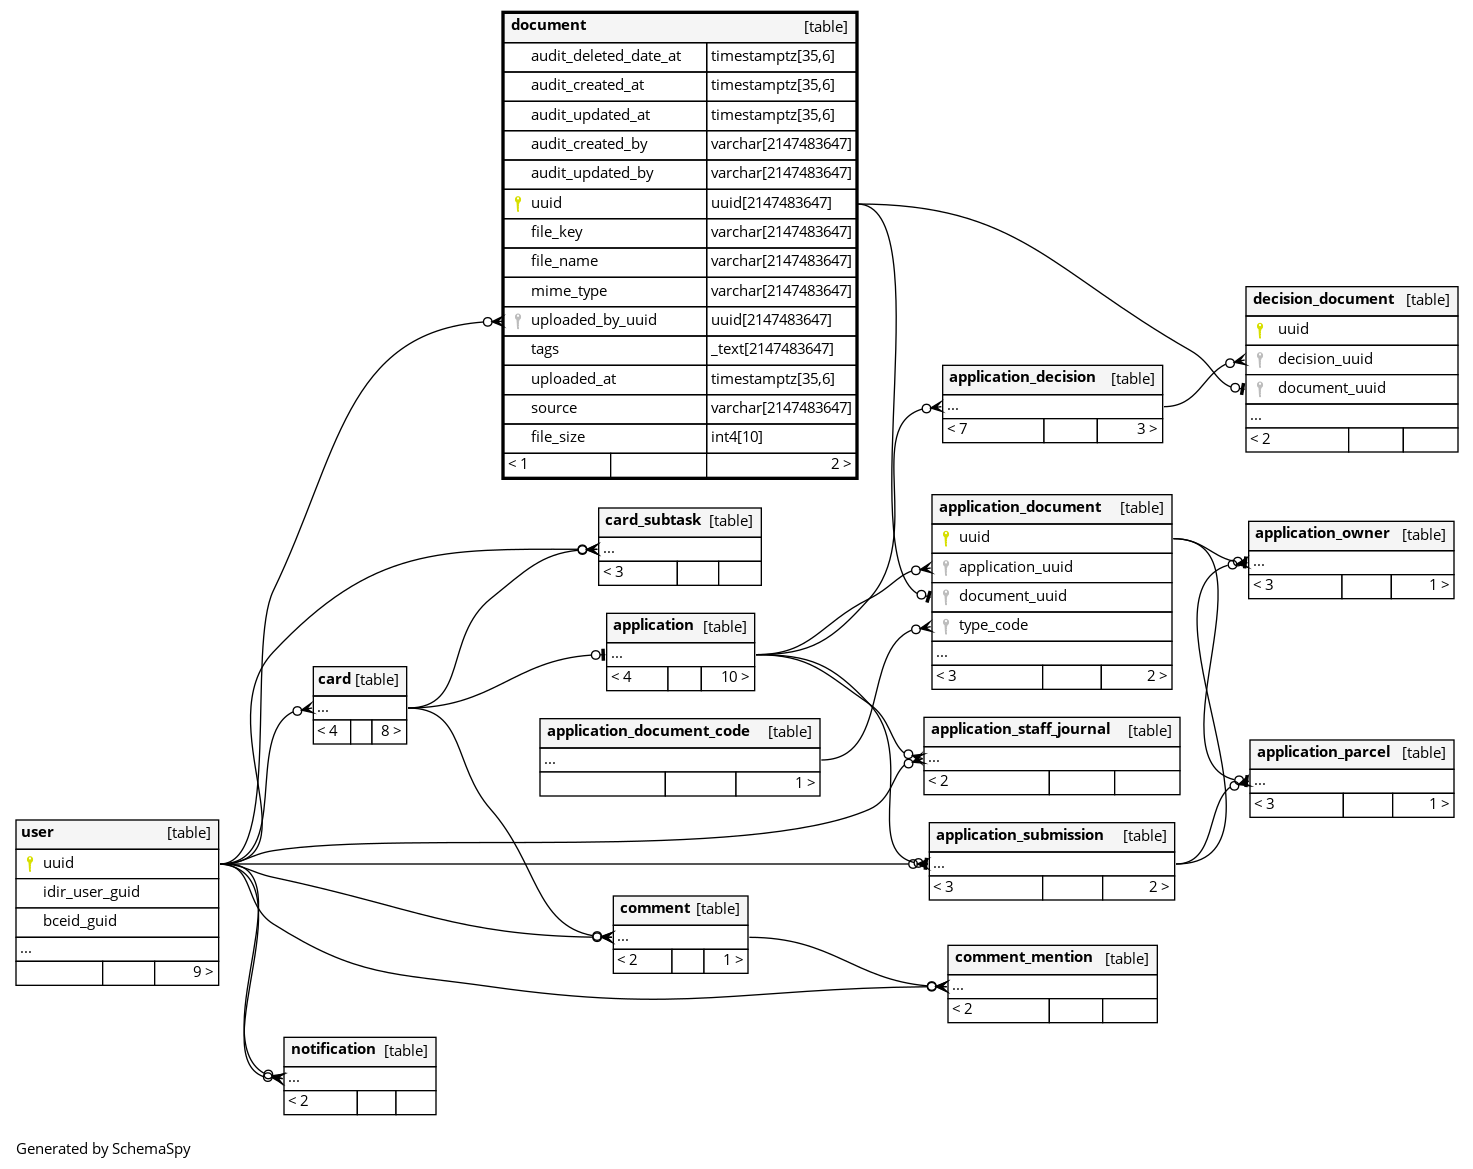 document [table]
audit_deleted_date_at timestamptz[35,6]
audit_created_at timestamptz[35,6]
audit_updated_at timestamptz[35,6]
audit_created_by varchar[2147483647]
audit_updated_by varchar[2147483647]
uuid uuid[2147483647]
file_key varchar[2147483647]
file_name varchar[2147483647]
mime_type varchar[2147483647]
uploaded_by_uuid uuid[2147483647]
tags _text[2147483647]
uploaded_at timestamptz[35,6]
source varchar[2147483647]
file_size int4[10]
< 1 2 >
decision_document [table]
uuid
decision_uuid
document_uuid
...
< 2
application_decision [table]
...
< 7 3 >
application_document [table]
uuid
application_uuid
document_uuid
type_code
...
< 3 2 >
card_subtask [table]
...
< 3
application_owner [table]
...
< 3 1 >
application [table]
...
< 4 10 >
card [table]
...
< 4 8 >
application_document_code [table]
...
1 >
application_staff_journal [table]
...
< 2
application_parcel [table]
...
< 3 1 >
user [table]
uuid
idir_user_guid
bceid_guid
...
9 >
application_submission [table]
...
< 3 2 >
comment [table]
...
< 2 1 >
comment_mention [table]
...
< 2
notification [table]
...
< 2
Generated by SchemaSpy